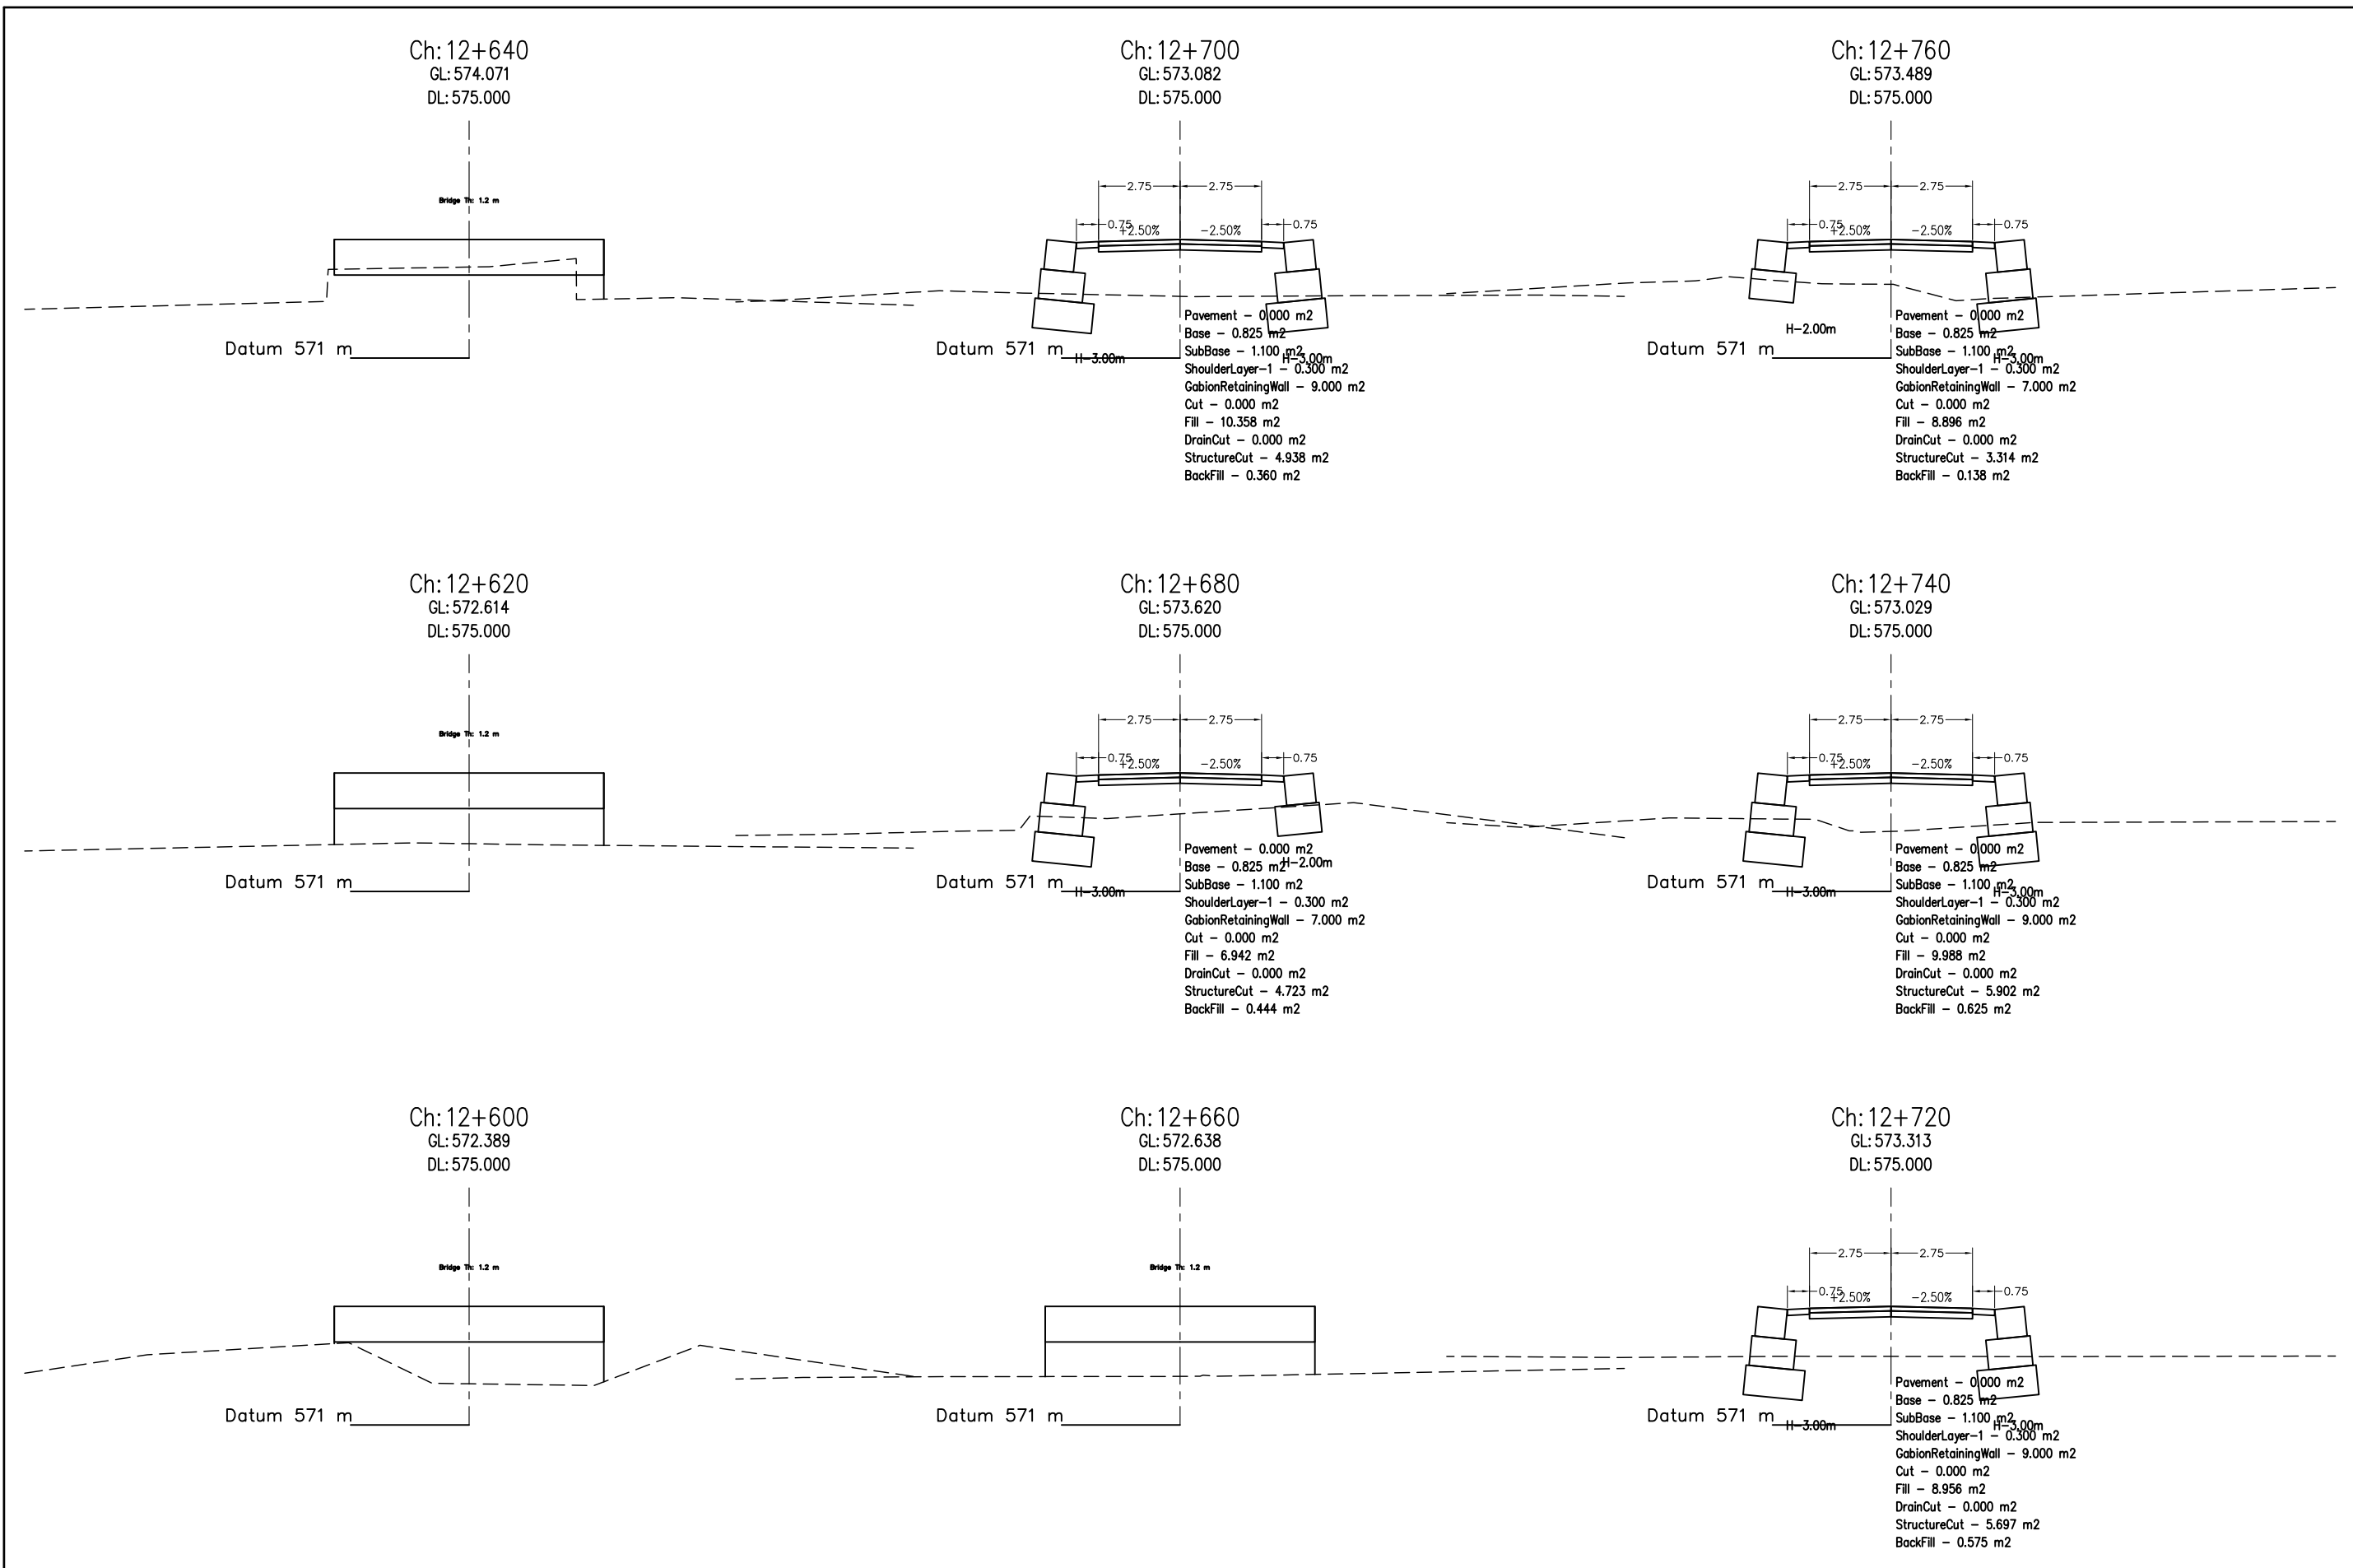 Ch:12+640
GL:574.071
DL:575.000
Bridge Th: 1.2 m
Datum 571 m
Ch:12+700
GL:573.082
DL:575.000
2.75
2.75
0.75
+2.50%
-2.50%
0.75
Datum 571 m
H-3.00m
H-3.00m
Pavement - 0.000 m2
Base - 0.825 m2
SubBase - 1.100 m2
ShoulderLayer-1 - 0.300 m2
GabionRetainingWall - 9.000 m2
Cut - 0.000 m2
Fill - 10.358 m2
DrainCut - 0.000 m2
StructureCut - 4.938 m2
BackFill - 0.360 m2
Ch:12+760
GL:573.489
DL:575.000
2.75
2.75
0.75
+2.50%
-2.50%
0.75
Datum 571 m
H-2.00m
H-3.00m
Pavement - 0.000 m2
Base - 0.825 m2
SubBase - 1.100 m2
ShoulderLayer-1 - 0.300 m2
GabionRetainingWall - 7.000 m2
Cut - 0.000 m2
Fill - 8.896 m2
DrainCut - 0.000 m2
StructureCut - 3.314 m2
BackFill - 0.138 m2
Ch:12+620
GL:572.614
DL:575.000
Bridge Th: 1.2 m
Datum 571 m
Ch:12+680
GL:573.620
DL:575.000
2.75
2.75
0.75
+2.50%
-2.50%
0.75
Datum 571 m
H-3.00m
H-2.00m
Pavement - 0.000 m2
Base - 0.825 m2
SubBase - 1.100 m2
ShoulderLayer-1 - 0.300 m2
GabionRetainingWall - 7.000 m2
Cut - 0.000 m2
Fill - 6.942 m2
DrainCut - 0.000 m2
StructureCut - 4.723 m2
BackFill - 0.444 m2
Ch:12+740
GL:573.029
DL:575.000
2.75
2.75
0.75
+2.50%
-2.50%
0.75
Datum 571 m
H-3.00m
H-3.00m
Pavement - 0.000 m2
Base - 0.825 m2
SubBase - 1.100 m2
ShoulderLayer-1 - 0.300 m2
GabionRetainingWall - 9.000 m2
Cut - 0.000 m2
Fill - 9.988 m2
DrainCut - 0.000 m2
StructureCut - 5.902 m2
BackFill - 0.625 m2
Ch:12+600
GL:572.389
DL:575.000
Bridge Th: 1.2 m
Datum 571 m
Ch:12+660
GL:572.638
DL:575.000
Bridge Th: 1.2 m
Datum 571 m
Ch:12+720
GL:573.313
DL:575.000
2.75
2.75
0.75
+2.50%
-2.50%
0.75
Datum 571 m
H-3.00m
H-3.00m
Pavement - 0.000 m2
Base - 0.825 m2
SubBase - 1.100 m2
ShoulderLayer-1 - 0.300 m2
GabionRetainingWall - 9.000 m2
Cut - 0.000 m2
Fill - 8.956 m2
DrainCut - 0.000 m2
StructureCut - 5.697 m2
BackFill - 0.575 m2